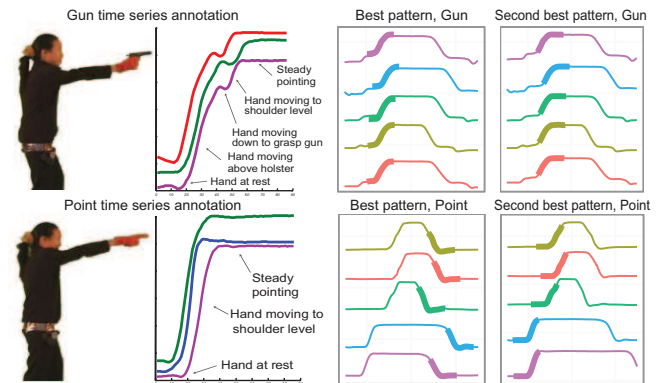 Gun time series annotation
Best pattern, Gun
Second best pattern, Gun
Steady
pointing
Hand moving to
shoulder level
Hand moving
down to grasp gun
Hand moving
above holster
Hand at rest
Point time series annotation
Best pattern, Point
Second best pattern, Point
Steady
pointing
Hand moving to
shoulder level
Hand at rest